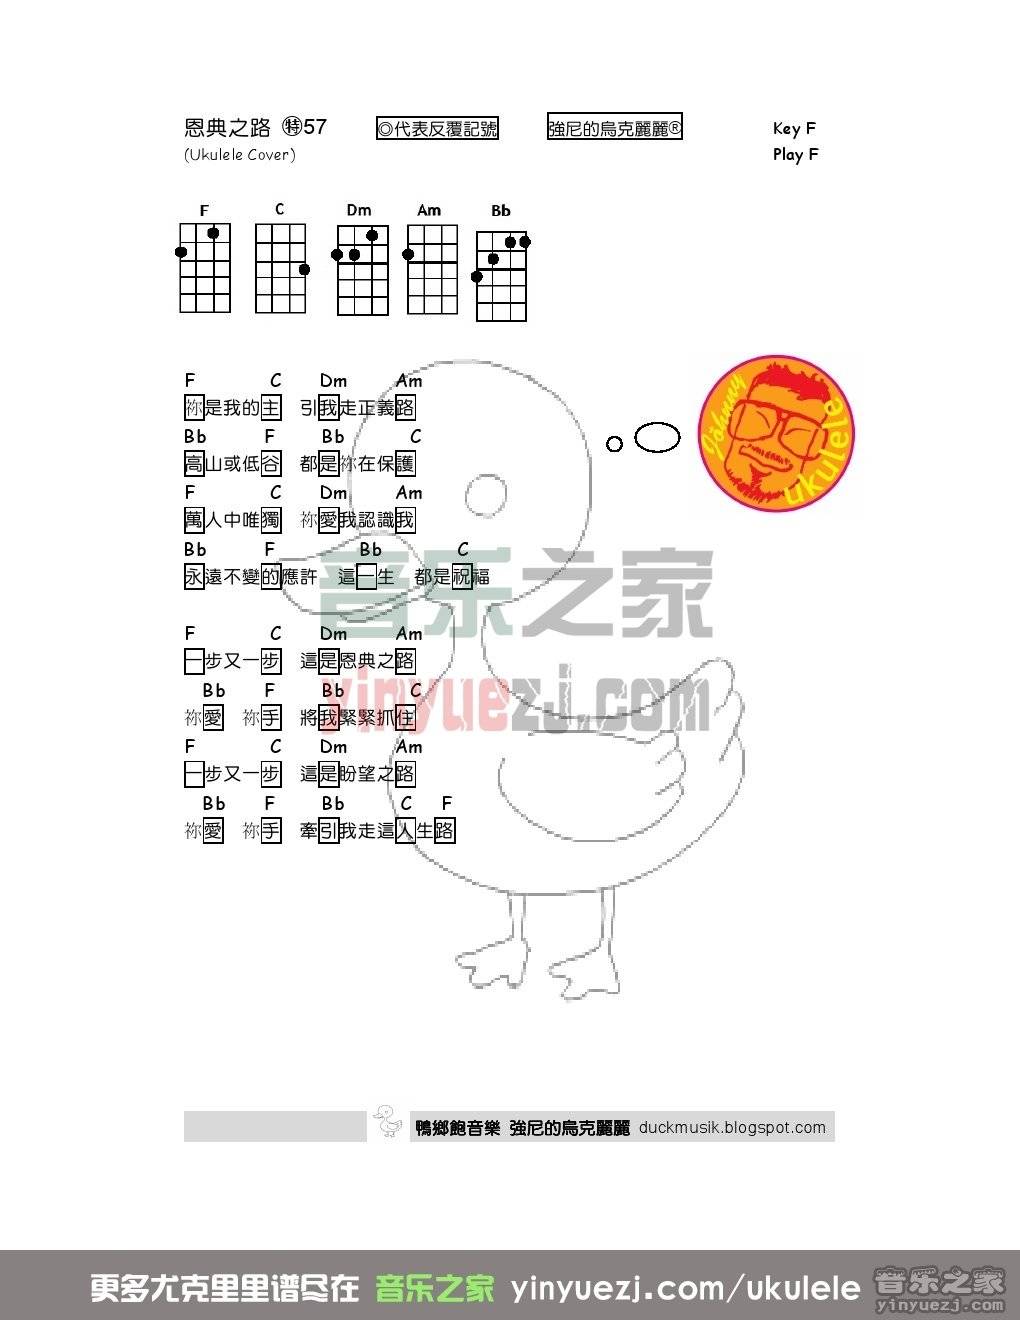 恩典之路 ㊕57 ◎代表反覆記號 強尼的烏克麗麗® Key F
(Ukulele Cover) Play F
F C Dm Am Bb
F C Dm Am
祢是我的主 引我走正義路
Bb F Bb C
高山或低谷 都是祢在保護
F C Dm Am
萬人中唯獨 祢愛我認識我
Bb F Bb C
永遠不變的應許 這一生 都是祝福
F C Dm Am
一步又一步 這是恩典之路
Bb F Bb C
祢愛 祢手 將我緊緊抓住
F C Dm Am
一步又一步 這是盼望之路
Bb F Bb C F
祢愛 祢手 牽引我走這人生路
Johnny ukulele
音乐之家
yinyuezj.com
鴨鄉飽音樂 強尼的烏克麗麗 duckmusik.blogspot.com
更多尤克里里谱尽在 音乐之家 yinyuezj.com/ukulele
音乐之家
yinyuezj.com